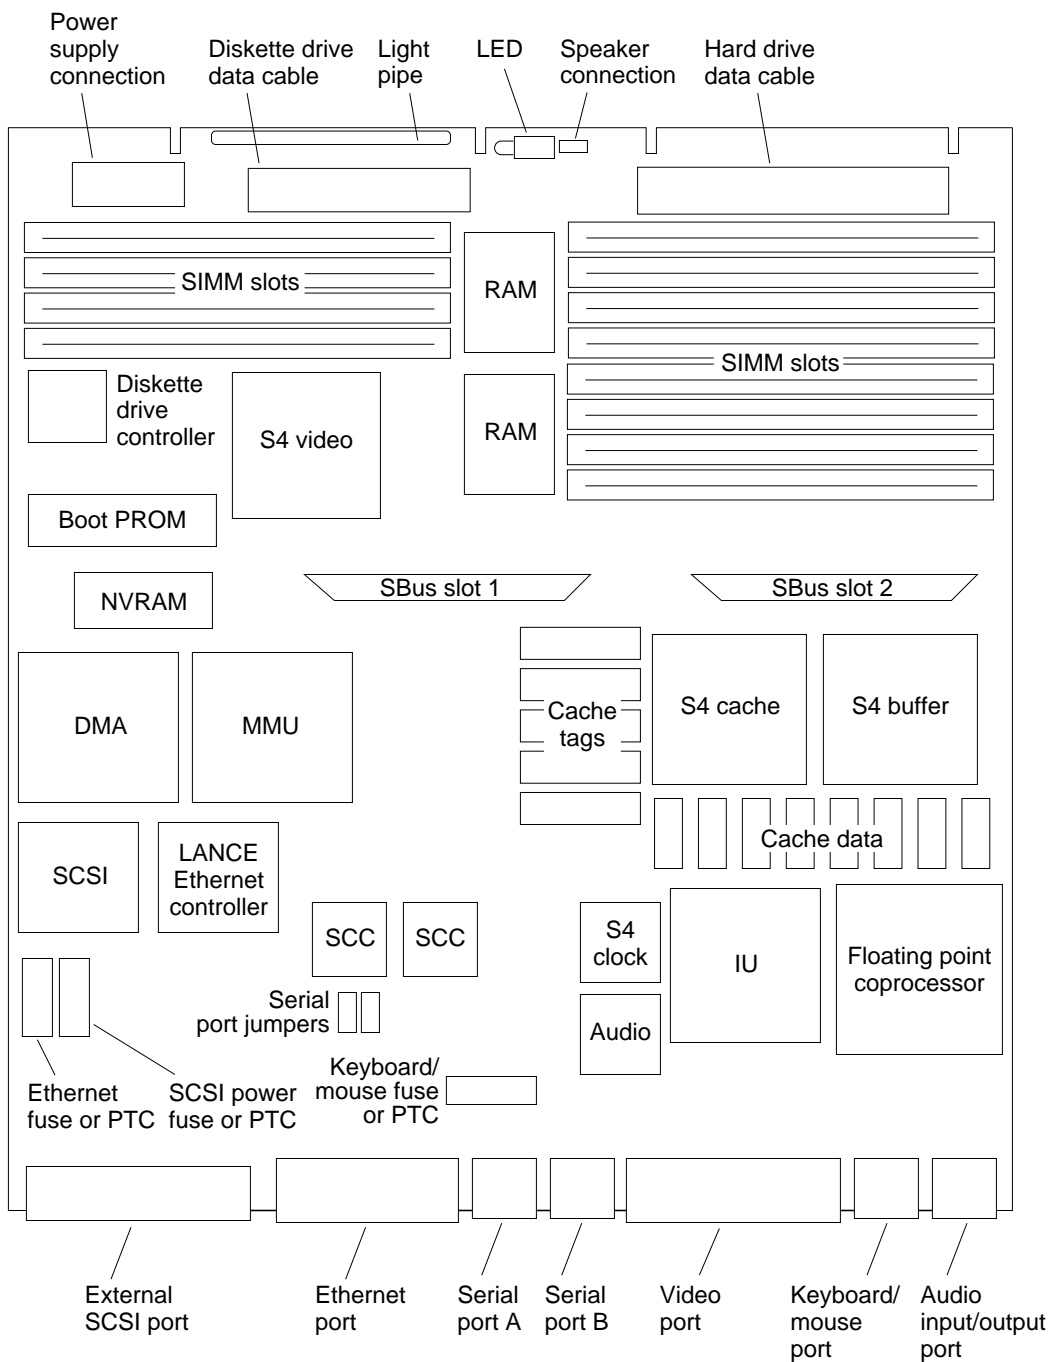 Power
supply
connection
Diskette drive
data cable
Light
pipe
LED
Speaker
connection
Hard drive
data cable
SIMM slots
RAM
SIMM slots
Diskette
drive
controller
S4 video
RAM
Boot PROM
SBus slot 1
SBus slot 2
NVRAM
DMA
MMU
Cache
tags
S4 cache
S4 buffer
Cache data
SCSI
LANCE
Ethernet
controller
SCC
SCC
S4
clock
IU
Floating point
coprocessor
Serial
port jumpers
Audio
Keyboard/
mouse fuse
or PTC
Ethernet
fuse or PTC
SCSI power
fuse or PTC
External
SCSI port
Ethernet
port
Serial
port A
Serial
port B
Video
port
Keyboard/
mouse
port
Audio
input/output
port